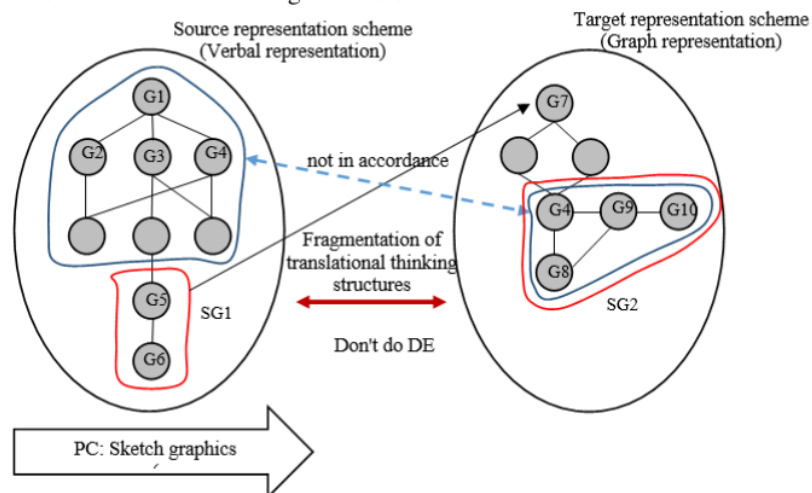 Source representation scheme
(Verbal representation)
Target representation scheme
(Graph representation)
G1
G2
G3
G4
G5
SG1
G6
not in accordance
Fragmentation of
translational thinking
structures
Don't do DE
G7
G4
G9
G10
G8
SG2
PC: Sketch graphics